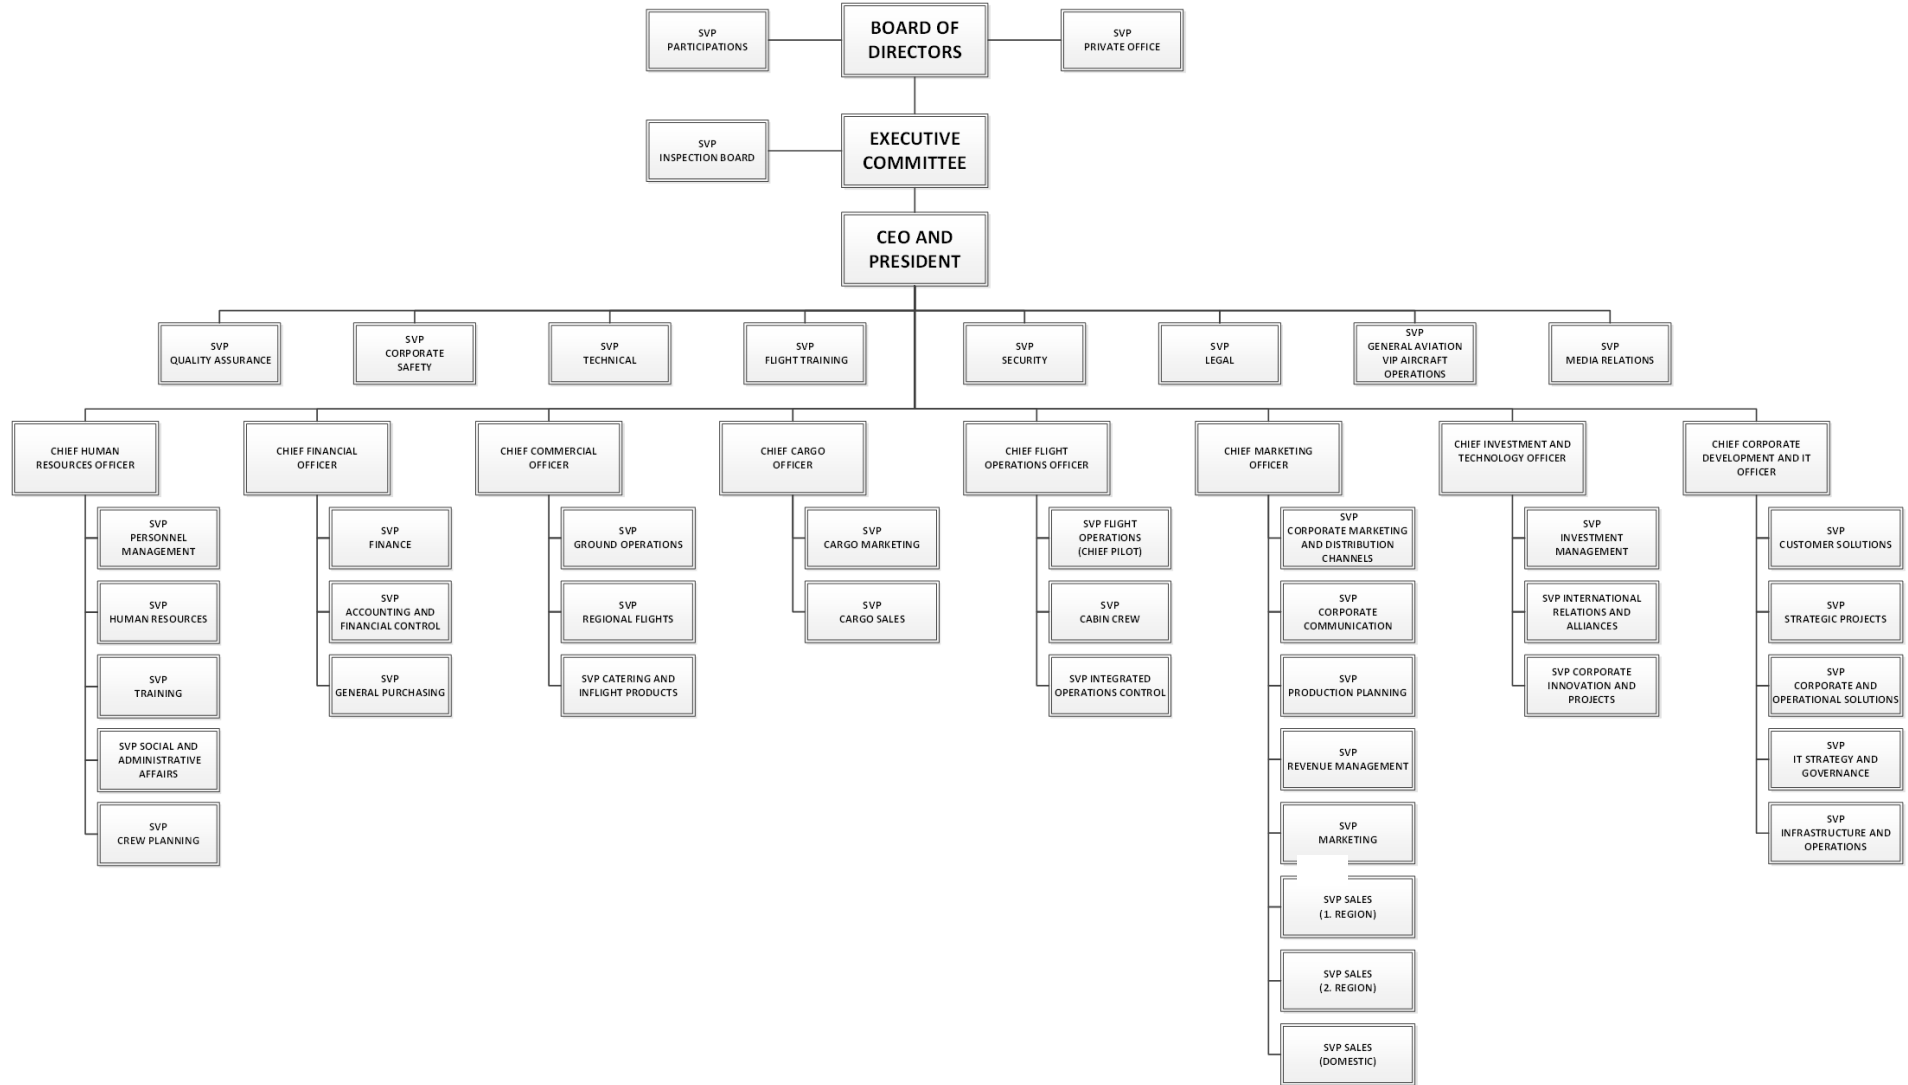 SVP
PARTICIPATIONS
BOARD OF
DIRECTORS
SVP
PRIVATE OFFICE
SVP
INSPECTION BOARD
EXECUTIVE
COMMITTEE
CEO AND
PRESIDENT
SVP
QUALITY ASSURANCE
SVP
CORPORATE
SAFETY
SVP
TECHNICAL
SVP
FLIGHT TRAINING
SVP
SECURITY
SVP
LEGAL
SVP
GENERAL AVIATION
VIP AIRCRAFT
OPERATIONS
SVP
MEDIA RELATIONS
CHIEF HUMAN
RESOURCES OFFICER
SVP
PERSONNEL
MANAGEMENT
SVP
HUMAN RESOURCES
SVP
TRAINING
SVP SOCIAL AND
ADMINISTRATIVE
AFFAIRS
SVP
CREW PLANNING
CHIEF FINANCIAL
OFFICER
SVP
FINANCE
SVP
ACCOUNTING AND
FINANCIAL CONTROL
SVP
GENERAL PURCHASING
CHIEF COMMERCIAL
OFFICER
SVP
GROUND OPERATIONS
SVP
REGIONAL FLIGHTS
SVP CATERING AND
INFLIGHT PRODUCTS
CHIEF CARGO
OFFICER
SVP
CARGO MARKETING
SVP
CARGO SALES
CHIEF FLIGHT
OPERATIONS OFFICER
SVP FLIGHT
OPERATIONS
(CHIEF PILOT)
SVP
CABIN CREW
SVP INTEGRATED
OPERATIONS CONTROL
CHIEF MARKETING
OFFICER
SVP
CORPORATE MARKETING
AND DISTRIBUTION
CHANNELS
SVP
CORPORATE
COMMUNICATION
SVP
PRODUCTION PLANNING
SVP
REVENUE MANAGEMENT
SVP
MARKETING
SVP SALES
(1. REGION)
SVP SALES
(2. REGION)
SVP SALES
(DOMESTIC)
CHIEF INVESTMENT AND
TECHNOLOGY OFFICER
SVP
INVESTMENT
MANAGEMENT
SVP INTERNATIONAL
RELATIONS AND
ALLIANCES
SVP CORPORATE
INNOVATION AND
PROJECTS
CHIEF CORPORATE
DEVELOPMENT AND IT
OFFICER
SVP
CUSTOMER SOLUTIONS
SVP
STRATEGIC PROJECTS
SVP
CORPORATE AND
OPERATIONAL SOLUTIONS
SVP
IT STRATEGY AND
GOVERNANCE
SVP
INFRASTRUCTURE AND
OPERATIONS